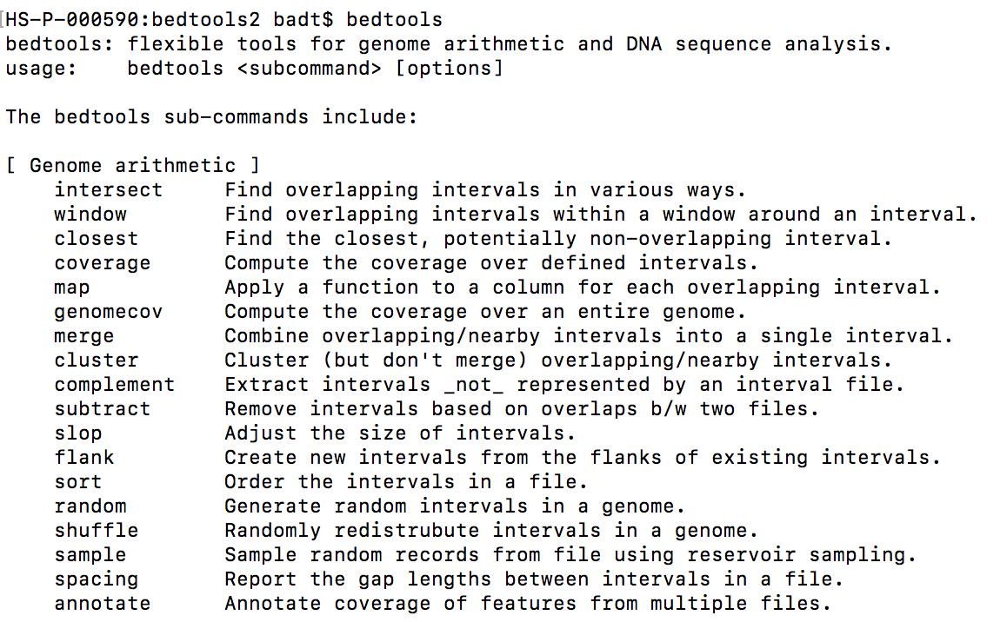 [HS-P-000590:bedtools2 badt$ bedtools
bedtools: flexible tools for genome arithmetic and DNA sequence analysis.
usage:    bedtools <subcommand> [options]

The bedtools sub-commands include:

[ Genome arithmetic ]
    intersect     Find overlapping intervals in various ways.
    window        Find overlapping intervals within a window around an interval.
    closest       Find the closest, potentially non-overlapping interval.
    coverage      Compute the coverage over defined intervals.
    map           Apply a function to a column for each overlapping interval.
    genomecov     Compute the coverage over an entire genome.
    merge         Combine overlapping/nearby intervals into a single interval.
    cluster       Cluster (but don't merge) overlapping/nearby intervals.
    complement    Extract intervals _not_ represented by an interval file.
    subtract      Remove intervals based on overlaps b/w two files.
    slop          Adjust the size of intervals.
    flank         Create new intervals from the flanks of existing intervals.
    sort          Order the intervals in a file.
    random        Generate random intervals in a genome.
    shuffle       Randomly redistrubute intervals in a genome.
    sample        Sample random records from file using reservoir sampling.
    spacing       Report the gap lengths between intervals in a file.
    annotate      Annotate coverage of features from multiple files.